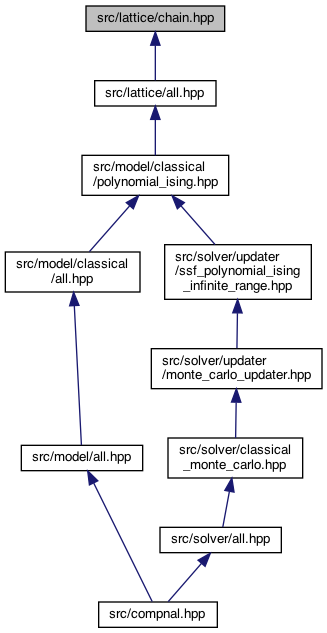 src/lattice/chain.hpp
src/lattice/all.hpp
src/model/classical
/polynomial_ising.hpp
src/model/classical
/all.hpp
src/solver/updater
/ssf_polynomial_ising
_infinite_range.hpp
src/solver/updater
/monte_carlo_updater.hpp
src/model/all.hpp
src/solver/classical
_monte_carlo.hpp
src/solver/all.hpp
src/compnal.hpp